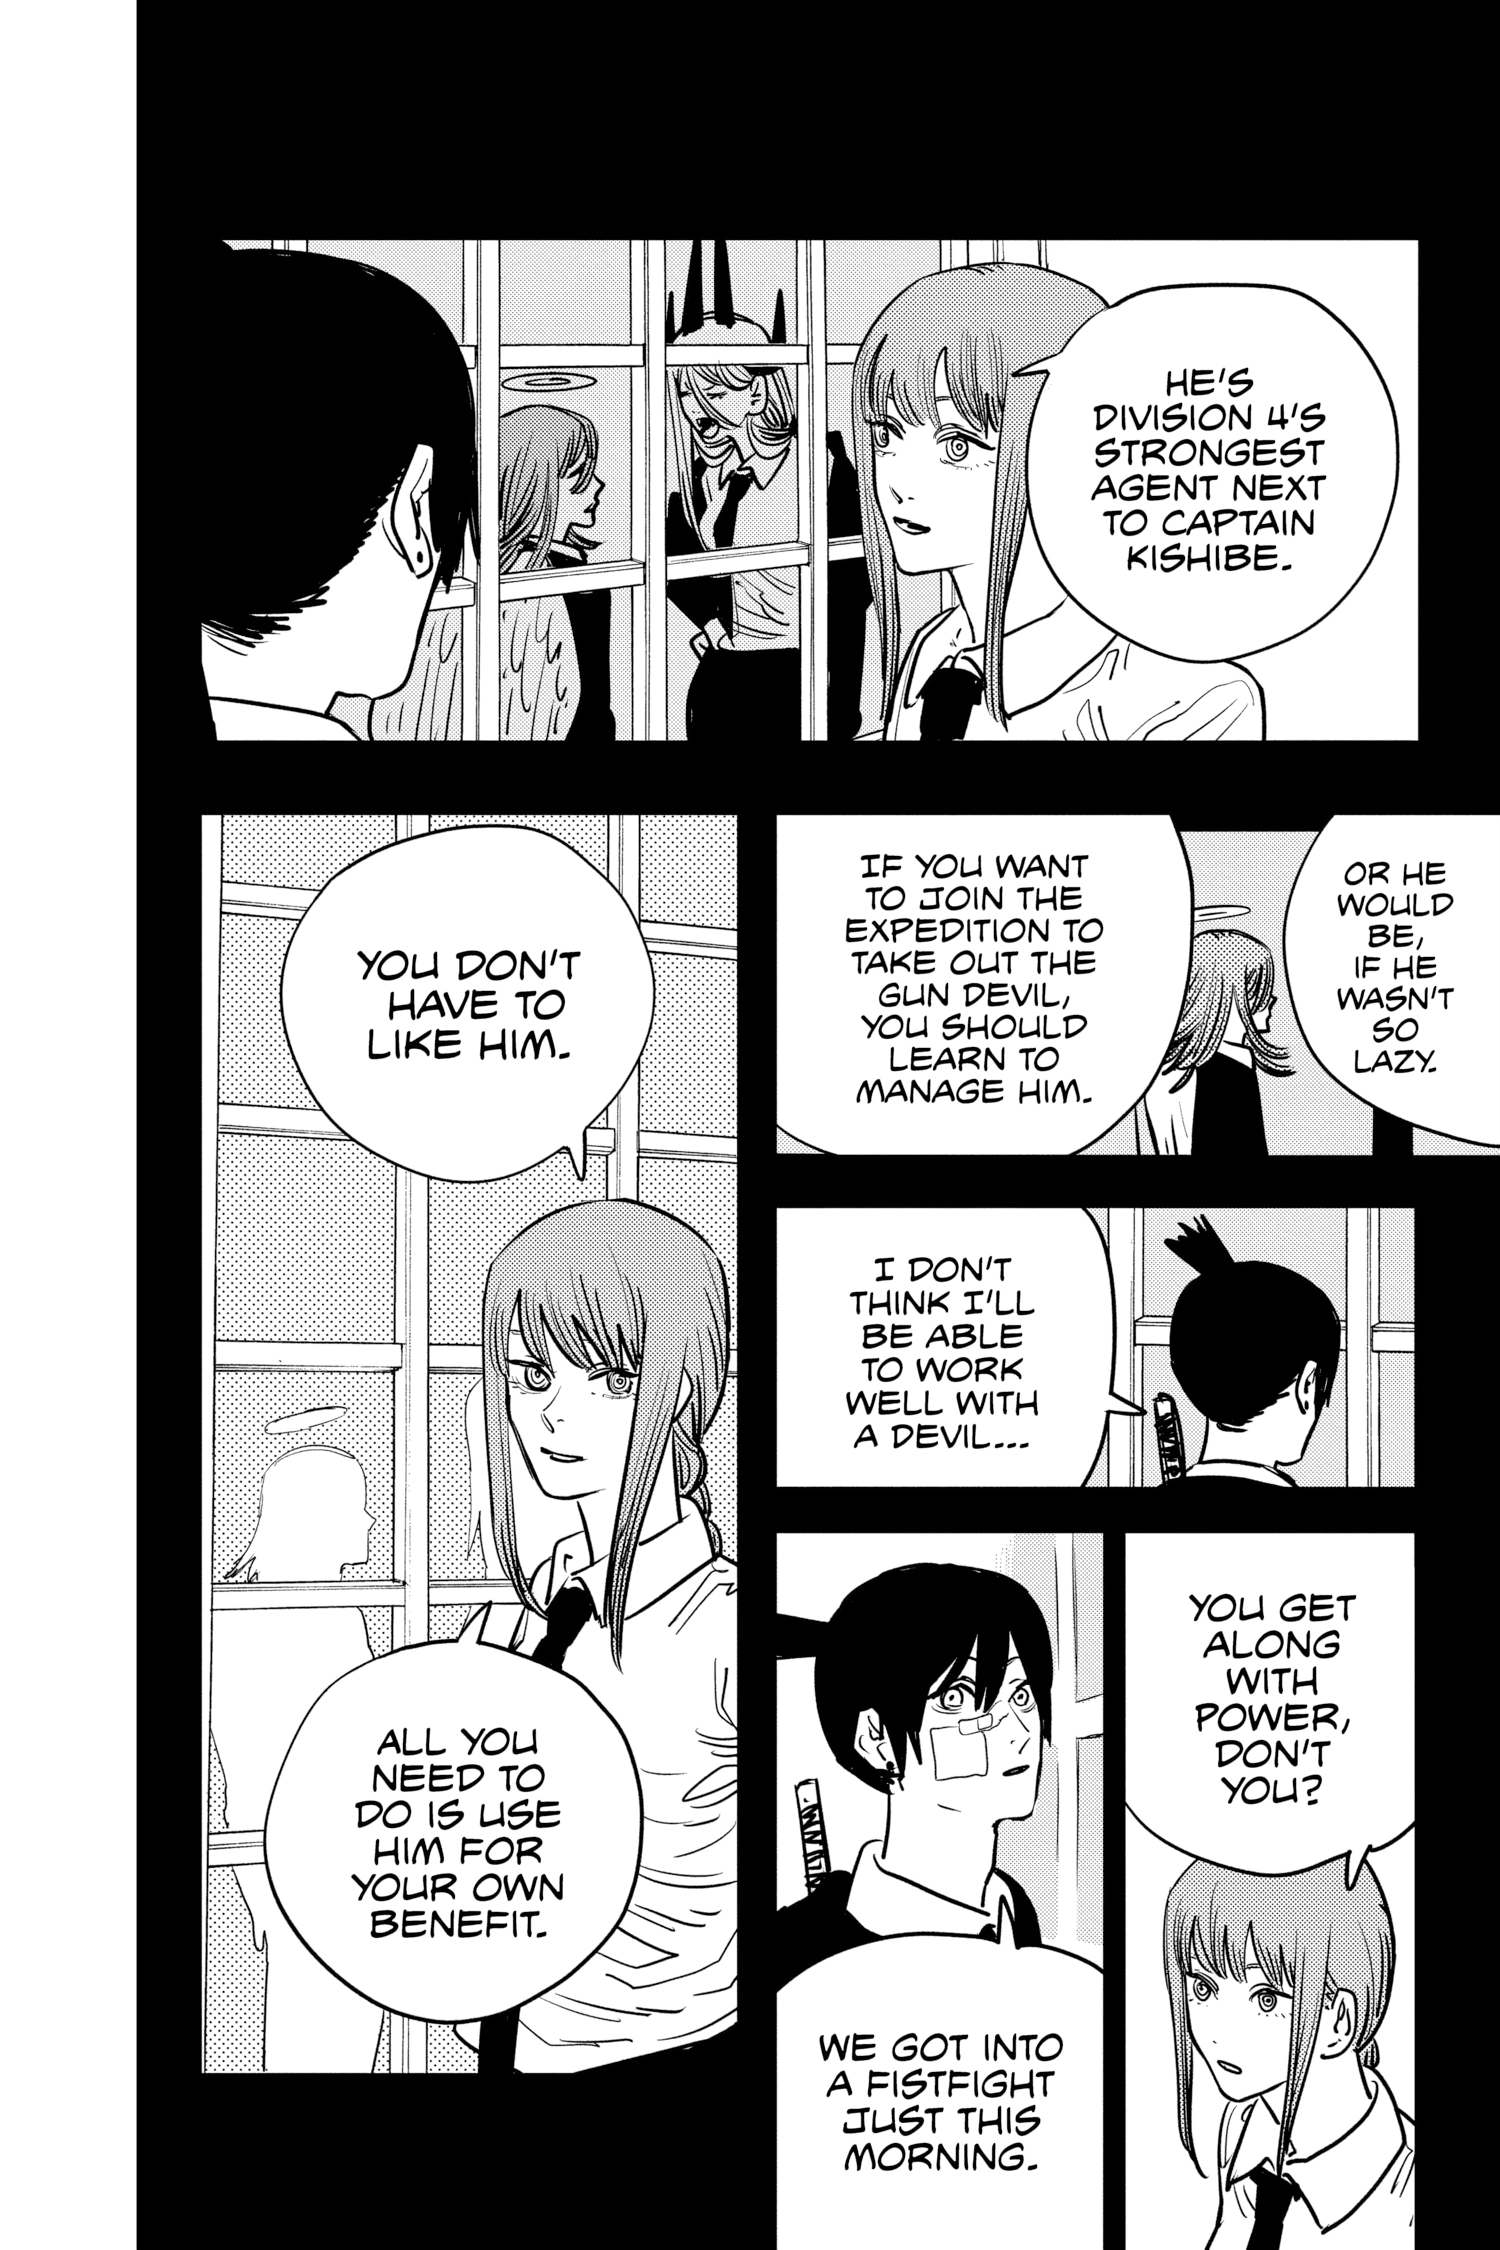 HE'S
DIVISION 4'S
STRONGEST
AGENT NEXT
TO CAPTAIN
KISHIBE.
OR HE
WOULD
BE,
IF HE
WASN'T
SO
LAZY.
IF YOU WANT
TO JOIN THE
EXPEDITION TO
TAKE OUT THE
GUN DEVIL,
YOU SHOULD
LEARN TO
MANAGE HIM.
I DON'T
THINK I'LL
BE ABLE
TO WORK
WELL WITH
A DEVIL...
YOU GET
ALONG
WITH
POWER,
DON'T
YOU?
WE GOT INTO
A FISTFIGHT
JUST THIS
MORNING.
YOU DON'T
HAVE TO
LIKE HIM.
ALL YOU
NEED TO
DO IS USE
HIM FOR
YOUR OWN
BENEFIT.